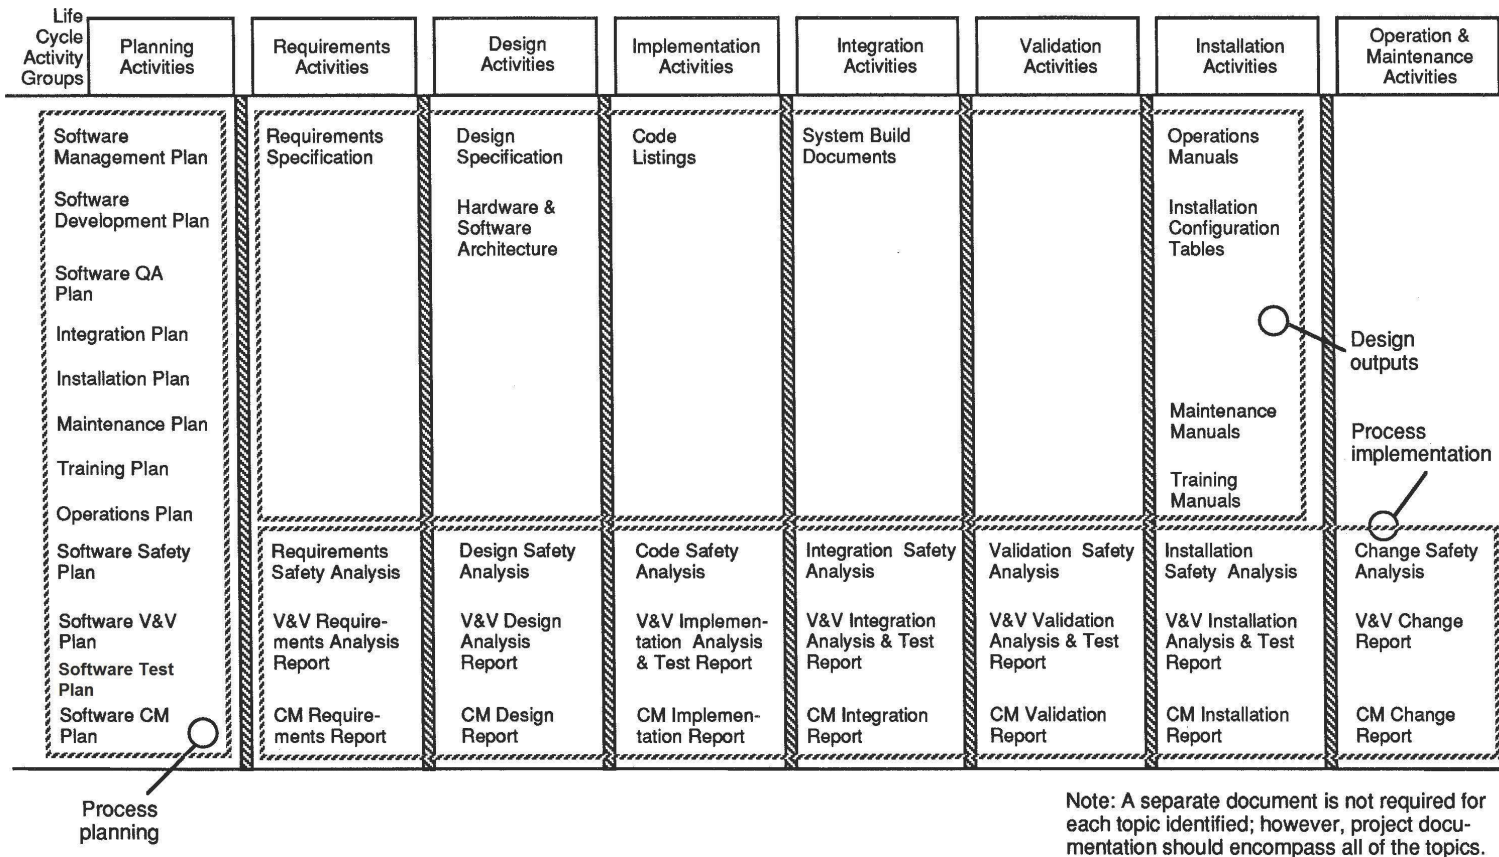 Life
Cycle
Activity
Groups
Planning
Activities
Requirements
Activities
Design
Activities
Implementation
Activities
Integration
Activities
Validation
Activities
Installation
Activities
Operation &
Maintenance
Activities
Software
Management Plan
Software
Development Plan
Software QA
Plan
Integration Plan
Installation Plan
Maintenance Plan
Training Plan
Operations Plan
Software Safety
Plan
Software V&V
Plan
Software Test
Plan
Software CM
Plan
Process
planning
Requirements
Specification
Requirements
Safety Analysis
V&V Require-
ments Analysis
Report
CM Require-
ments Report
Design
Specification
Hardware &
Software
Architecture
Design Safety
Analysis
V&V Design
Analysis
Report
CM Design
Report
Code
Listings
Code Safety
Analysis
V&V Implemen-
tation Analysis
& Test Report
CM Implemen-
tation Report
System Build
Documents
Integration Safety
Analysis
V&V Integration
Analysis & Test
Report
CM Integration
Report
Validation Safety
Analysis
V&V Validation
Analysis & Test
Report
CM Validation
Report
Operations
Manuals
Installation
Configuration
Tables
Maintenance
Manuals
Training
Manuals
Installation
Safety Analysis
V&V Installation
Analysis & Test
Report
CM Installation
Report
Design
outputs
Process
implementation
Change Safety
Analysis
V&V Change
Report
CM Change
Report
Note: A separate document is not required for
each topic identified; however, project docu-
mentation should encompass all of the topics.